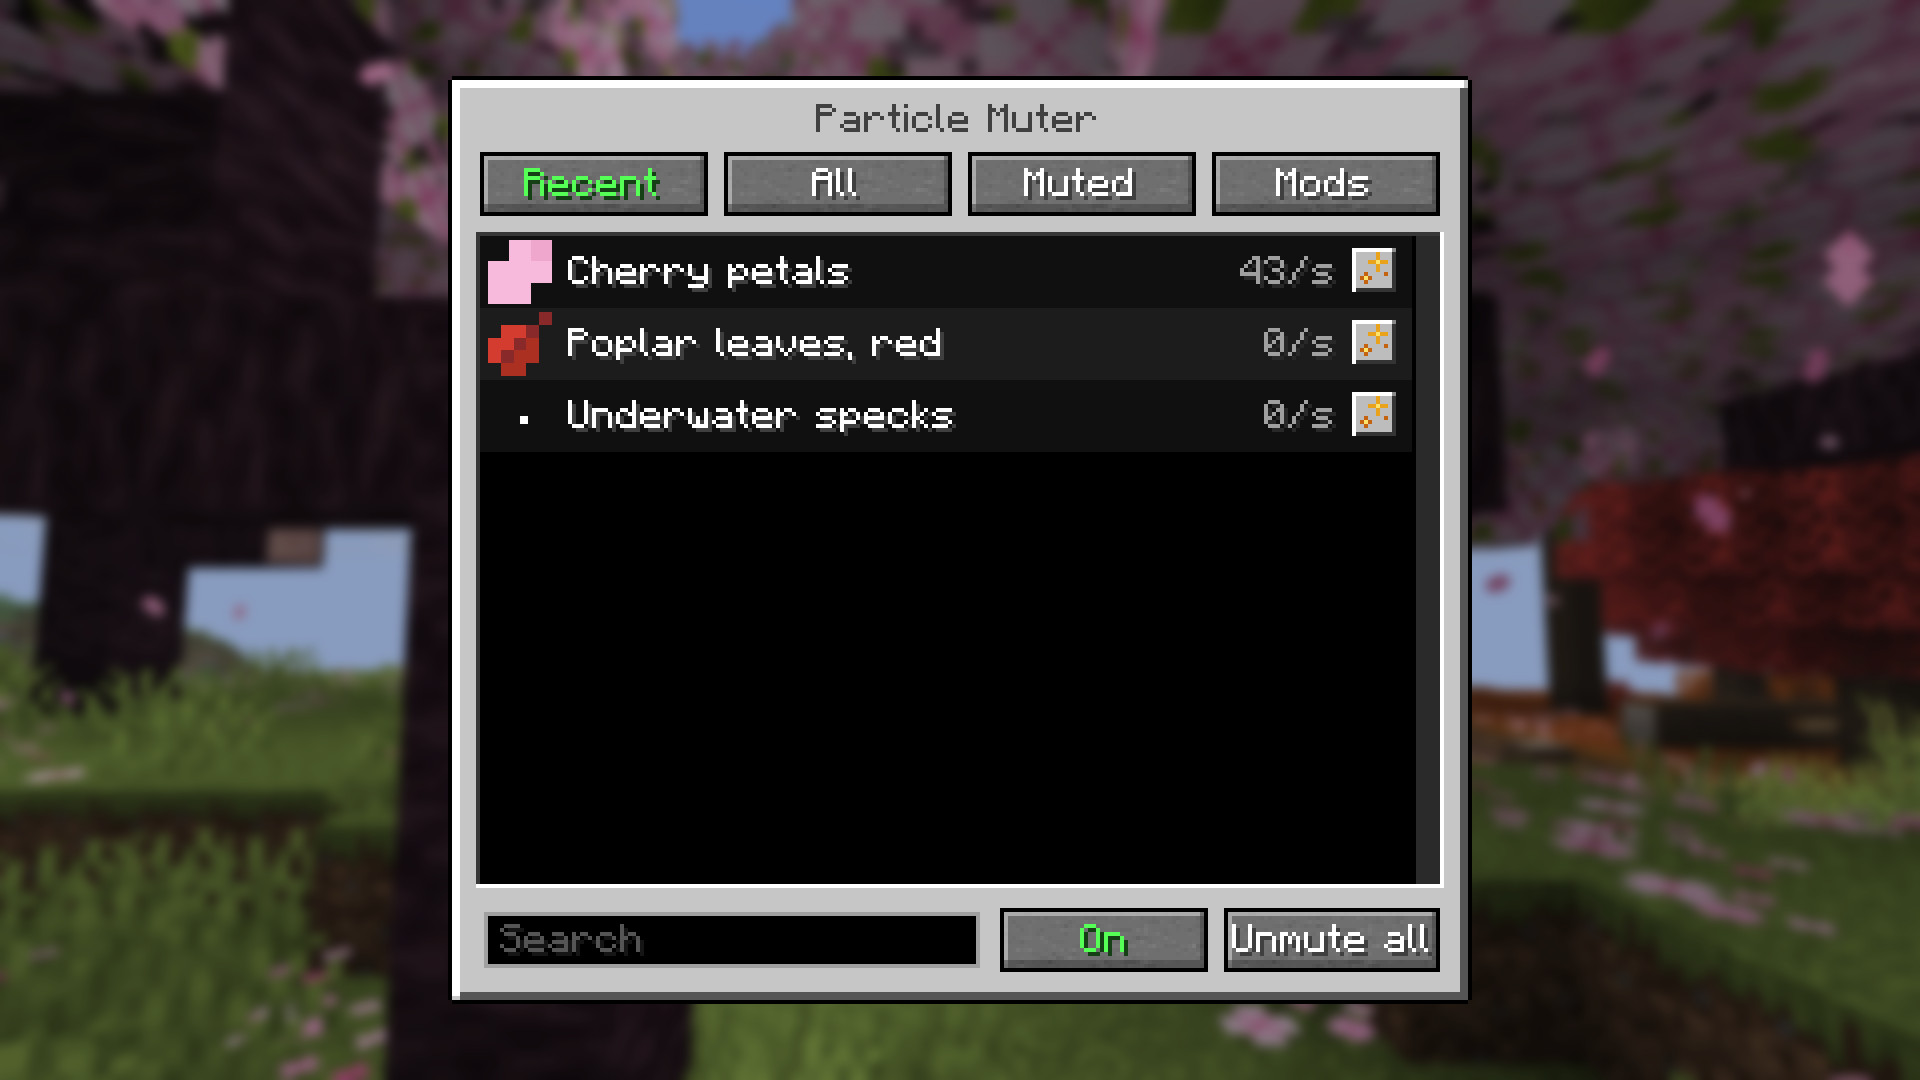 Particle Muter
Recent All Muted Mods
Cherry petals 43/s
Poplar leaves, red 0/s
Underwater specks 0/s
Search On Unmute all